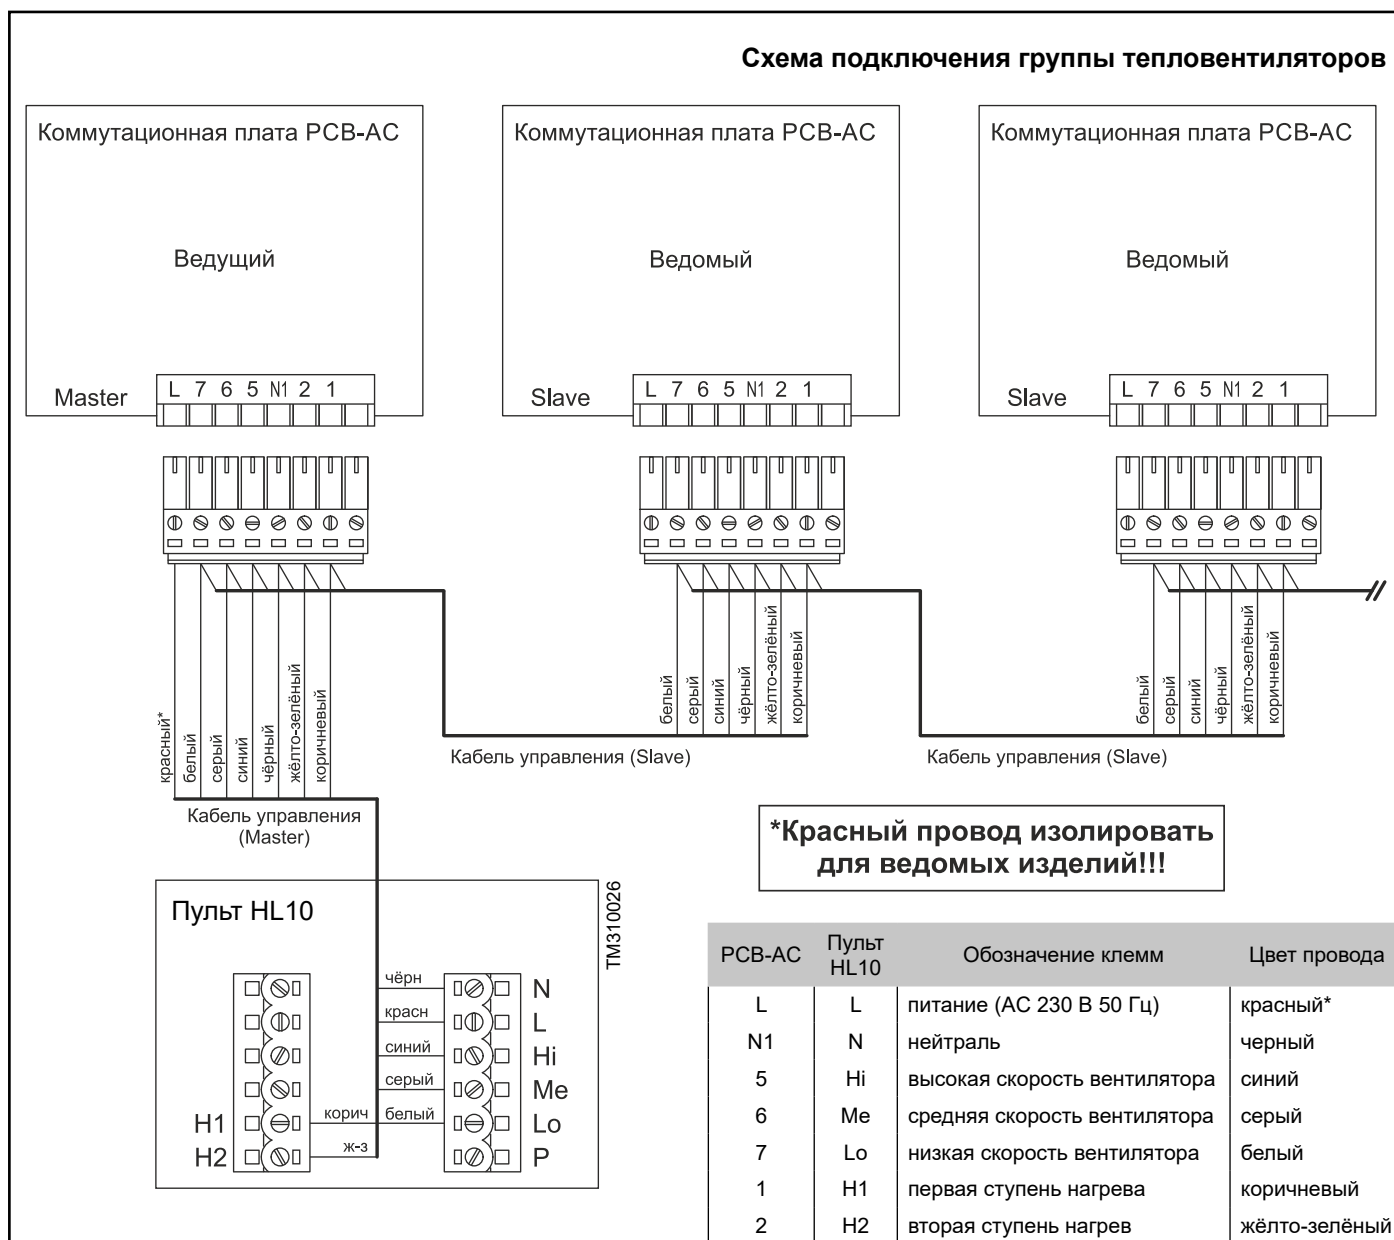 Схема подключения группы тепловентиляторов
Коммутационная плата PCB-AC
Ведущий
Master
L 7 6 5 N1 2 1
Коммутационная плата PCB-AC
Ведомый
Slave
L 7 6 5 N1 2 1
Коммутационная плата PCB-AC
Ведомый
Slave
L 7 6 5 N1 2 1
красный*
белый
серый
синий
чёрный
жёлто-зелёный
коричневый
Кабель управления
(Master)
белый
серый
синий
чёрный
жёлто-зелёный
коричневый
Кабель управления (Slave)
белый
серый
синий
чёрный
жёлто-зелёный
коричневый
Кабель управления (Slave)
*Красный провод изолировать
для ведомых изделий!!!
Пульт HL10
TM310026
чёрн N
красн L
синий Hi
серый Me
H1 корич белый Lo
H2 ж-з P
PCB-AC Пульт HL10 Обозначение клемм Цвет провода
L L питание (AC 230 В 50 Гц) красный*
N1 N нейтраль черный
5 Hi высокая скорость вентилятора синий
6 Me средняя скорость вентилятора серый
7 Lo низкая скорость вентилятора белый
1 H1 первая ступень нагрева коричневый
2 H2 вторая ступень нагрев жёлто-зелёный